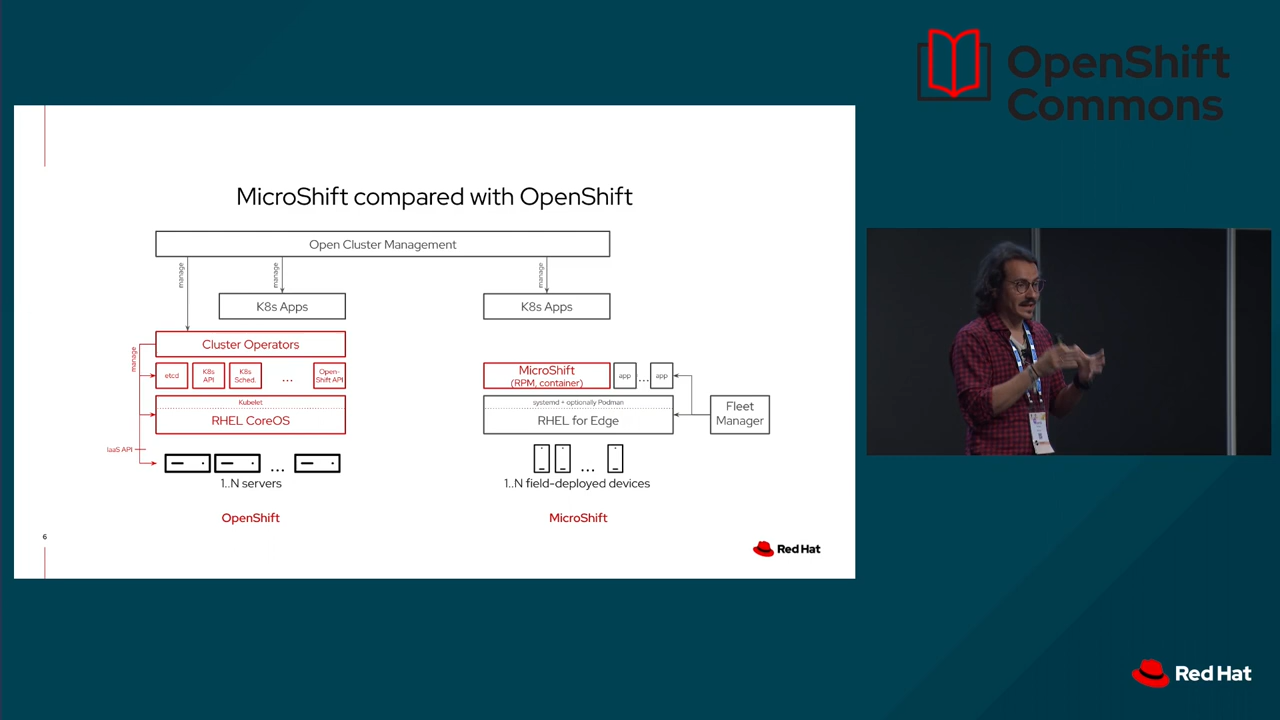 OpenShift
Commons
MicroShift compared with OpenShift
Open Cluster Management
manage
manage
manage
K8s Apps
K8s Apps
Cluster Operators
manage
etcd
K8s
API
K8s
Sched.
...
Open-
Shift API
MicroShift
(RPM, container)
app
...
app
Kubelet
RHEL CoreOS
systemd + optionally Podman
RHEL for Edge
Fleet
Manager
IaaS API
...
1..N servers
...
1..N field-deployed devices
OpenShift
MicroShift
6
Red Hat
Red Hat